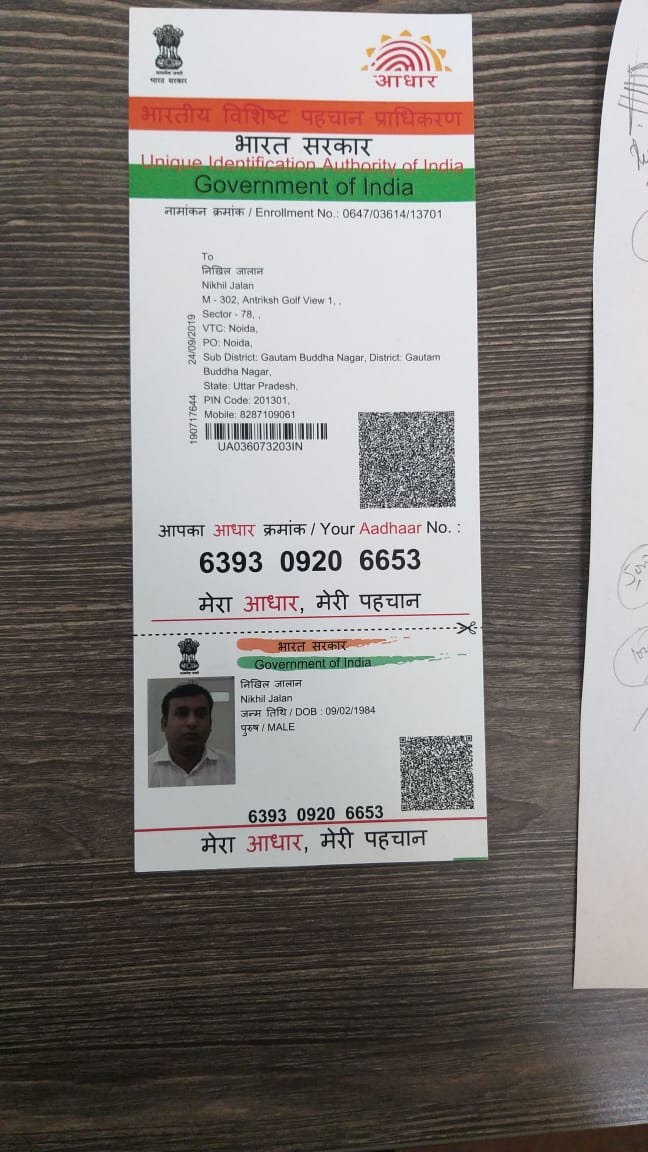 भारत सरकार
आधार
भारतीय विशिष्ट पहचान प्राधिकरण
भारत सरकार
Unique Identification Authority of India
Government of India
नामांकन क्रमांक / Enrollment No.: 0647/03614/13701
To
निखिल जालान
Nikhil Jalan
M - 302, Antriksh Golf View 1, ,
Sector - 78, ,
VTC: Noida,
PO: Noida,
Sub District: Gautam Buddha Nagar, District: Gautam
Buddha Nagar,
State: Uttar Pradesh,
PIN Code: 201301,
Mobile: 8287109061
190717644
24/09/2019
UA036073203IN
आपका आधार क्रमांक / Your Aadhaar No. :
6393 0920 6653
मेरा आधार, मेरी पहचान
भारत सरकार
Government of India
निखिल जालान
Nikhil Jalan
जन्म तिथि / DOB : 09/02/1984
पुरुष / MALE
6393 0920 6653
मेरा आधार, मेरी पहचान